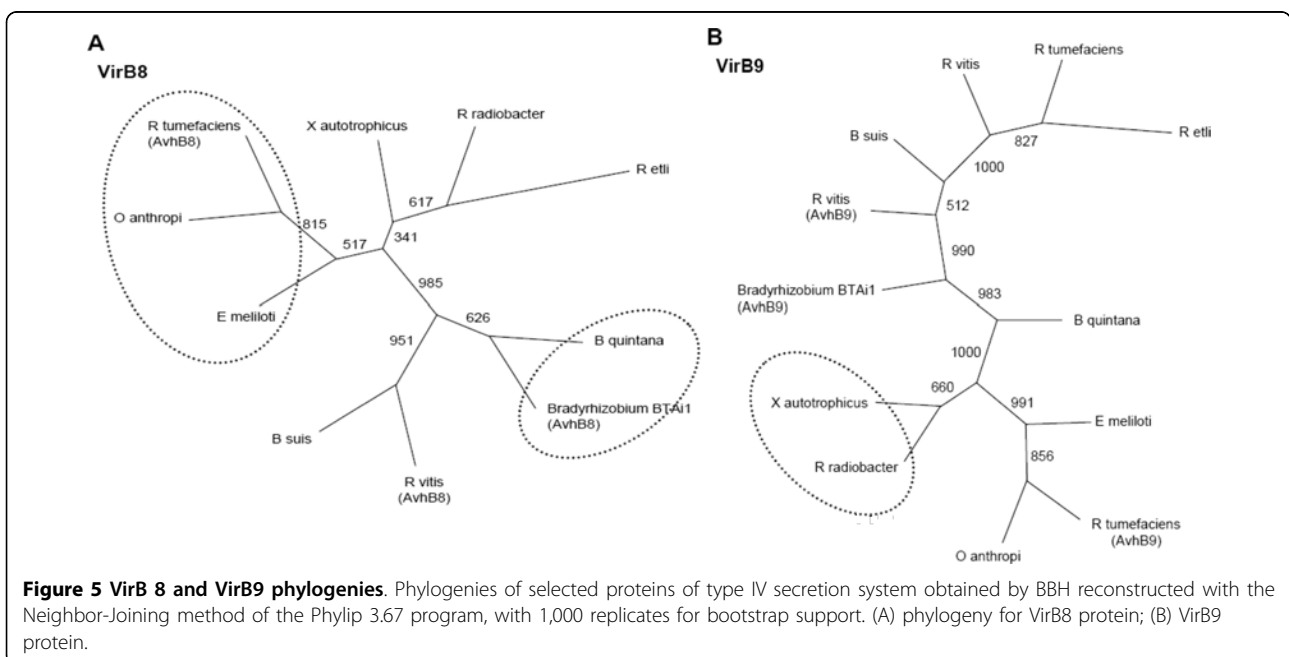 A
VirB8
R tumefaciens
(AvhB8)
X autotrophicus
R radiobacter
R etli
O anthropi
815
617
341
517
E meliloti
985
626
951
B quintana
Bradyrhizobium BTAi1
(AvhB8)
B suis
R vitis
(AvhB8)
B
VirB9
R tumefaciens
R vitis
R etli
827
B suis
1000
R vitis
(AvhB9)
512
990
Bradyrhizobium BTAi1
(AvhB9)
983
B quintana
1000
660
X autotrophicus
991
E meliloti
R radiobacter
856
R tumefaciens
(AvhB9)
O anthropi
Figure 5 VirB 8 and VirB9 phylogenies. Phylogenies of selected proteins of type IV secretion system obtained by BBH reconstructed with the
Neighbor-Joining method of the Phylip 3.67 program, with 1,000 replicates for bootstrap support. (A) phylogeny for VirB8 protein; (B) VirB9
protein.